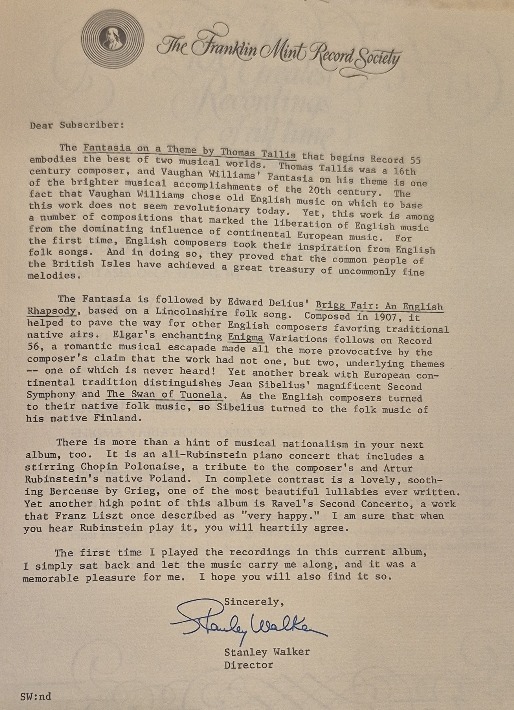 The Franklin Mint Record Society
Dear Subscriber:
The Fantasia on a Theme by Thomas Tallis that begins Record 55
embodies the best of two musical worlds. Thomas Tallis was a 16th
century composer, and Vaughan Williams' Fantasia on his theme is one
of the brighter musical accomplishments of the 20th century. The
fact that Vaughan Williams chose old English music on which to base
this work does not seem revolutionary today. Yet, this work is among
a number of compositions that marked the liberation of English music
from the dominating influence of continental European music. For
the first time, English composers took their inspiration from English
folk songs. And in doing so, they proved that the common people of
the British Isles have achieved a great treasury of uncommonly fine
melodies.
The Fantasia is followed by Edward Delius' Brigg Fair: An English
Rhapsody, based on a Lincolnshire folk song. Composed in 1907, it
helped to pave the way for other English composers favoring traditional
native airs. Elgar's enchanting Enigma Variations follows on Record
56, a romantic musical escapade made all the more provocative by the
composer's claim that the work had not one, but two, underlying themes
-- one of which is never heard! Yet another break with European con-
tinental tradition distinguishes Jean Sibelius' magnificent Second
Symphony and The Swan of Tuonela. As the English composers turned
to their native folk music, so Sibelius turned to the folk music of
his native Finland.
There is more than a hint of musical nationalism in your next
album, too. It is an all-Rubinstein piano concert that includes a
stirring Chopin Polonaise, a tribute to the composer's and Artur
Rubinstein's native Poland. In complete contrast is a lovely, sooth-
ing Berceuse by Grieg, one of the most beautiful lullabies ever written.
Yet another high point of this album is Ravel's Second Concerto, a work
that Franz Liszt once described as "very happy." I am sure that when
you hear Rubinstein play it, you will heartily agree.
The first time I played the recordings in this current album,
I simply sat back and let the music carry me along, and it was a
memorable pleasure for me. I hope you will also find it so.
Sincerely,
Stanley Walker
Stanley Walker
Director
SW:nd